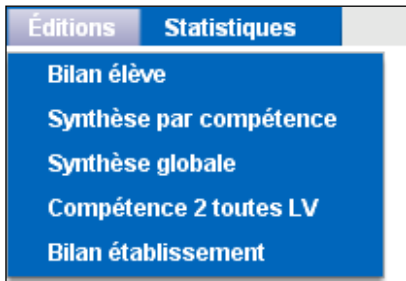 Éditions Statistiques
Bilan élève
Synthèse par compétence
Synthèse globale
Compétence 2 toutes LV
Bilan établissement